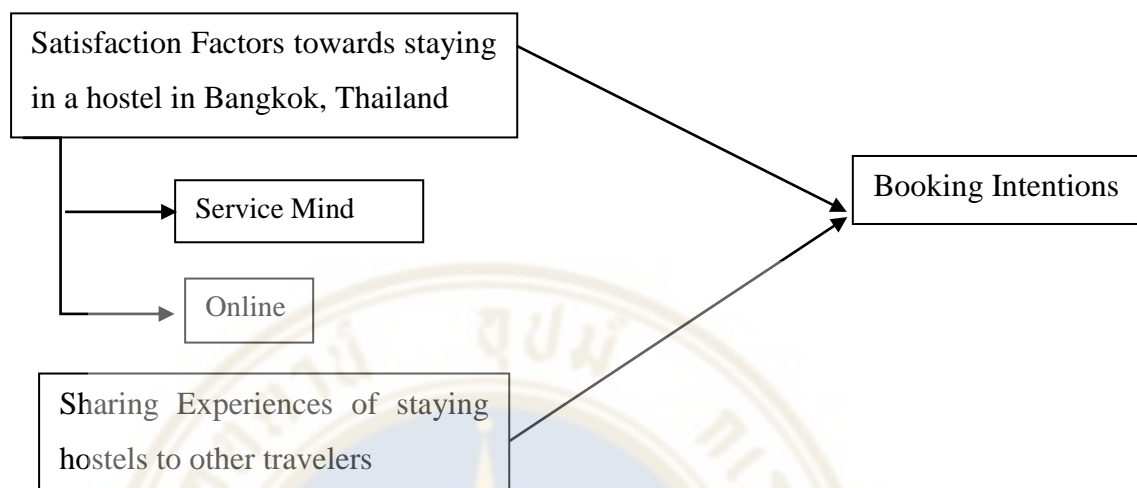 Satisfaction Factors towards staying
in a hostel in Bangkok, Thailand
Booking Intentions
Service Mind
Online
Sharing Experiences of staying
hostels to other travelers